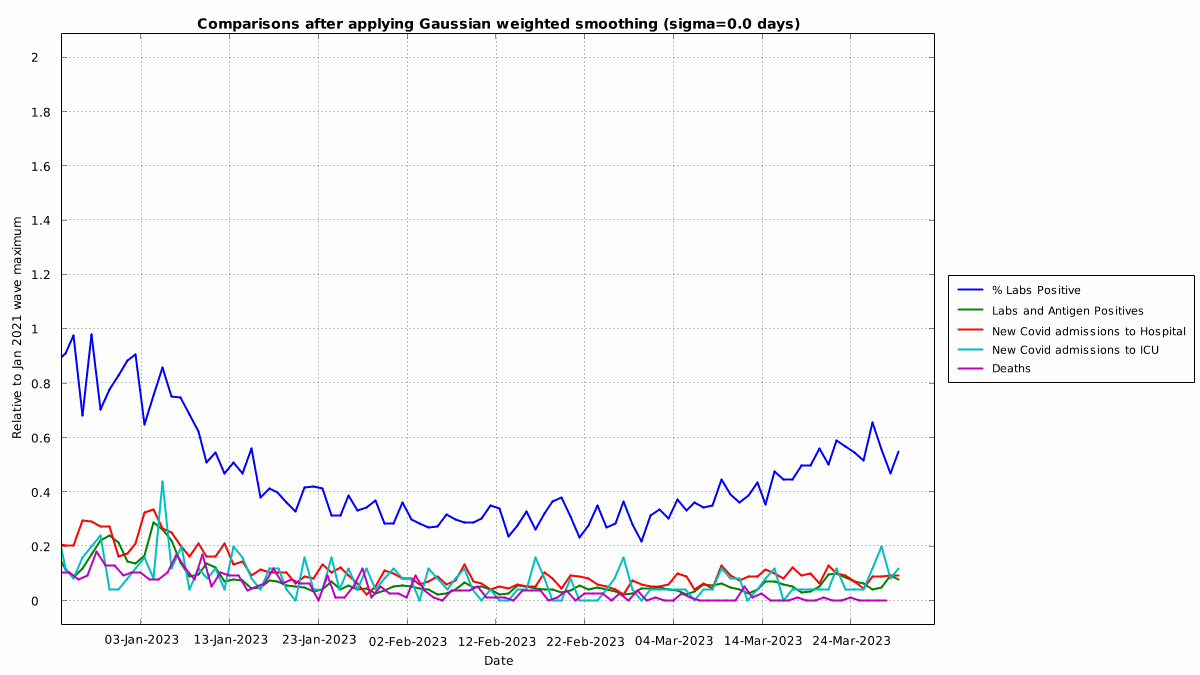 Comparisons after applying Gaussian weighted smoothing (sigma=0.0 days)
Relative to Jan 2021 wave maximum
2
1.8
1.6
1.4
1.2
1
0.8
0.6
0.4
0.2
0
03-Jan-2023 13-Jan-2023 23-Jan-2023 02-Feb-2023 12-Feb-2023 22-Feb-2023 04-Mar-2023 14-Mar-2023 24-Mar-2023
Date
% Labs Positive
Labs and Antigen Positives
New Covid admissions to Hospital
New Covid admissions to ICU
Deaths